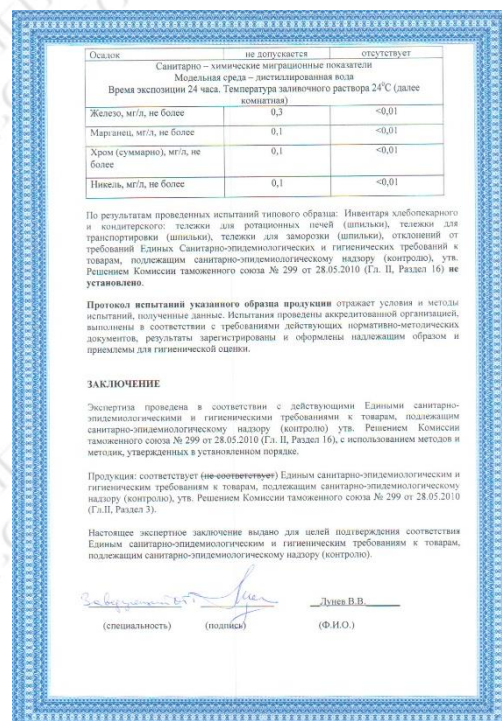 Осадок не допускается отсутствует
Санитарно – химические миграционные показатели
Модельная среда – дистиллированная вода
Время экспозиции 24 часа. Температура заливочного раствора 24⁰С (далее
комнатная)
Железо, мг/л, не более 0,3 <0,01
Марганец, мг/л, не более 0,1 <0,01
Хром (суммарно), мг/л, не 0,1 <0,01
более
Никель, мг/л, не более 0,1 <0,01
По результатам проведенных испытаний типового образца: Инвентаря хлебопекарного
и кондитерского: тележки для ротационных печей (шпильки), тележки для
транспортировки (шпильки), тележки для заморозки (шпильки), отклонений от
требований Единых Санитарно-эпидемиологических и гигиенических требований к
товарам, подлежащим санитарно-эпидемиологическому надзору (контролю), утв.
Решением Комиссии таможенного союза № 299 от 28.05.2010 (Гл. II, Раздел 16) не
установлено.
Протокол испытаний указанного образца продукции отражает условия и методы
испытаний, полученные данные. Испытания проведены аккредитованной организацией,
выполнены в соответствии с требованиями действующих нормативно-методических
документов, результаты зарегистрированы и оформлены надлежащим образом и
приемлемы для гигиенической оценки.
ЗАКЛЮЧЕНИЕ
Экспертиза проведена в соответствии с действующими Едиными санитарно-
эпидемиологическими и гигиеническими требованиями к товарам, подлежащим
санитарно-эпидемиологическому надзору (контролю) утв. Решением Комиссии
таможенного союза № 299 от 28.05.2010 (Гл. II, Раздел 16), с использованием методов и
методик, утвержденных в установленном порядке.
Продукция: соответствует (не соответствует) Единым санитарно-эпидемиологическим и
гигиеническим требованиям к товарам, подлежащим санитарно-эпидемиологическому
надзору (контролю), утв. Решением Комиссии таможенного союза № 299 от 28.05.2010
(Гл.II, Раздел 3).
Настоящее экспертное заключение выдано для целей подтверждения соответствия
Единым санитарно-эпидемиологическим и гигиеническим требованиям к товарам,
подлежащим санитарно-эпидемиологическому надзору (контролю).
Лунев В.В.
(специальность) (подпись) (Ф.И.О.)